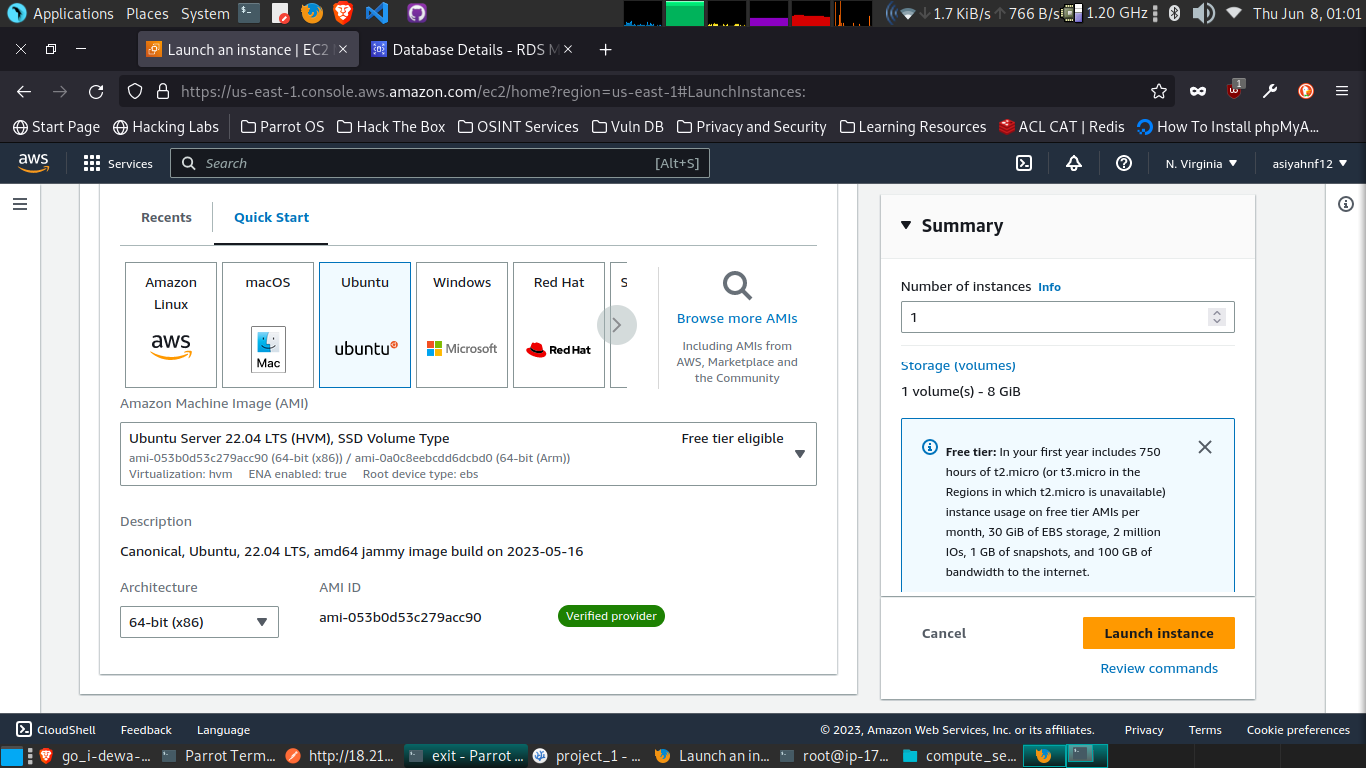 Applications Places System 1.7 KiB/s 766 B/s 1.20 GHz Thu Jun 8, 01:01
Launch an instance | EC2 Database Details - RDS M
https://us-east-1.console.aws.amazon.com/ec2/home?region=us-east-1#LaunchInstances: 1
Start Page Hacking Labs Parrot OS Hack The Box OSINT Services Vuln DB Privacy and Security Learning Resources ACL CAT | Redis How To Install phpMyA...
aws Services Search [Alt+S] N. Virginia asiyahnf12
Recents Quick Start
Amazon Linux
aws
macOS
Mac
Ubuntu
ubuntu
Windows
Microsoft
Red Hat
Red Hat
S
Browse more AMIs
Including AMIs from
AWS, Marketplace and
the Community
Amazon Machine Image (AMI)
Ubuntu Server 22.04 LTS (HVM), SSD Volume Type Free tier eligible
ami-053b0d53c279acc90 (64-bit (x86)) / ami-0a0c8eebcdd6dcbd0 (64-bit (Arm))
Virtualization: hvm ENA enabled: true Root device type: ebs
Description
Canonical, Ubuntu, 22.04 LTS, amd64 jammy image build on 2023-05-16
Architecture AMI ID
64-bit (x86) ami-053b0d53c279acc90 Verified provider
Summary
Number of instances Info
1
Storage (volumes)
1 volume(s) - 8 GiB
Free tier: In your first year includes 750
hours of t2.micro (or t3.micro in the
Regions in which t2.micro is unavailable)
instance usage on free tier AMIs per
month, 30 GiB of EBS storage, 2 million
IOs, 1 GB of snapshots, and 100 GB of
bandwidth to the internet.
Cancel Launch instance
Review commands
CloudShell Feedback Language © 2023, Amazon Web Services, Inc. or its affiliates. Privacy Terms Cookie preferences
go_i-dewa-... Parrot Term... http://18.21... exit - Parrot ... project_1 - ... Launch an in... root@ip-17... compute_se...